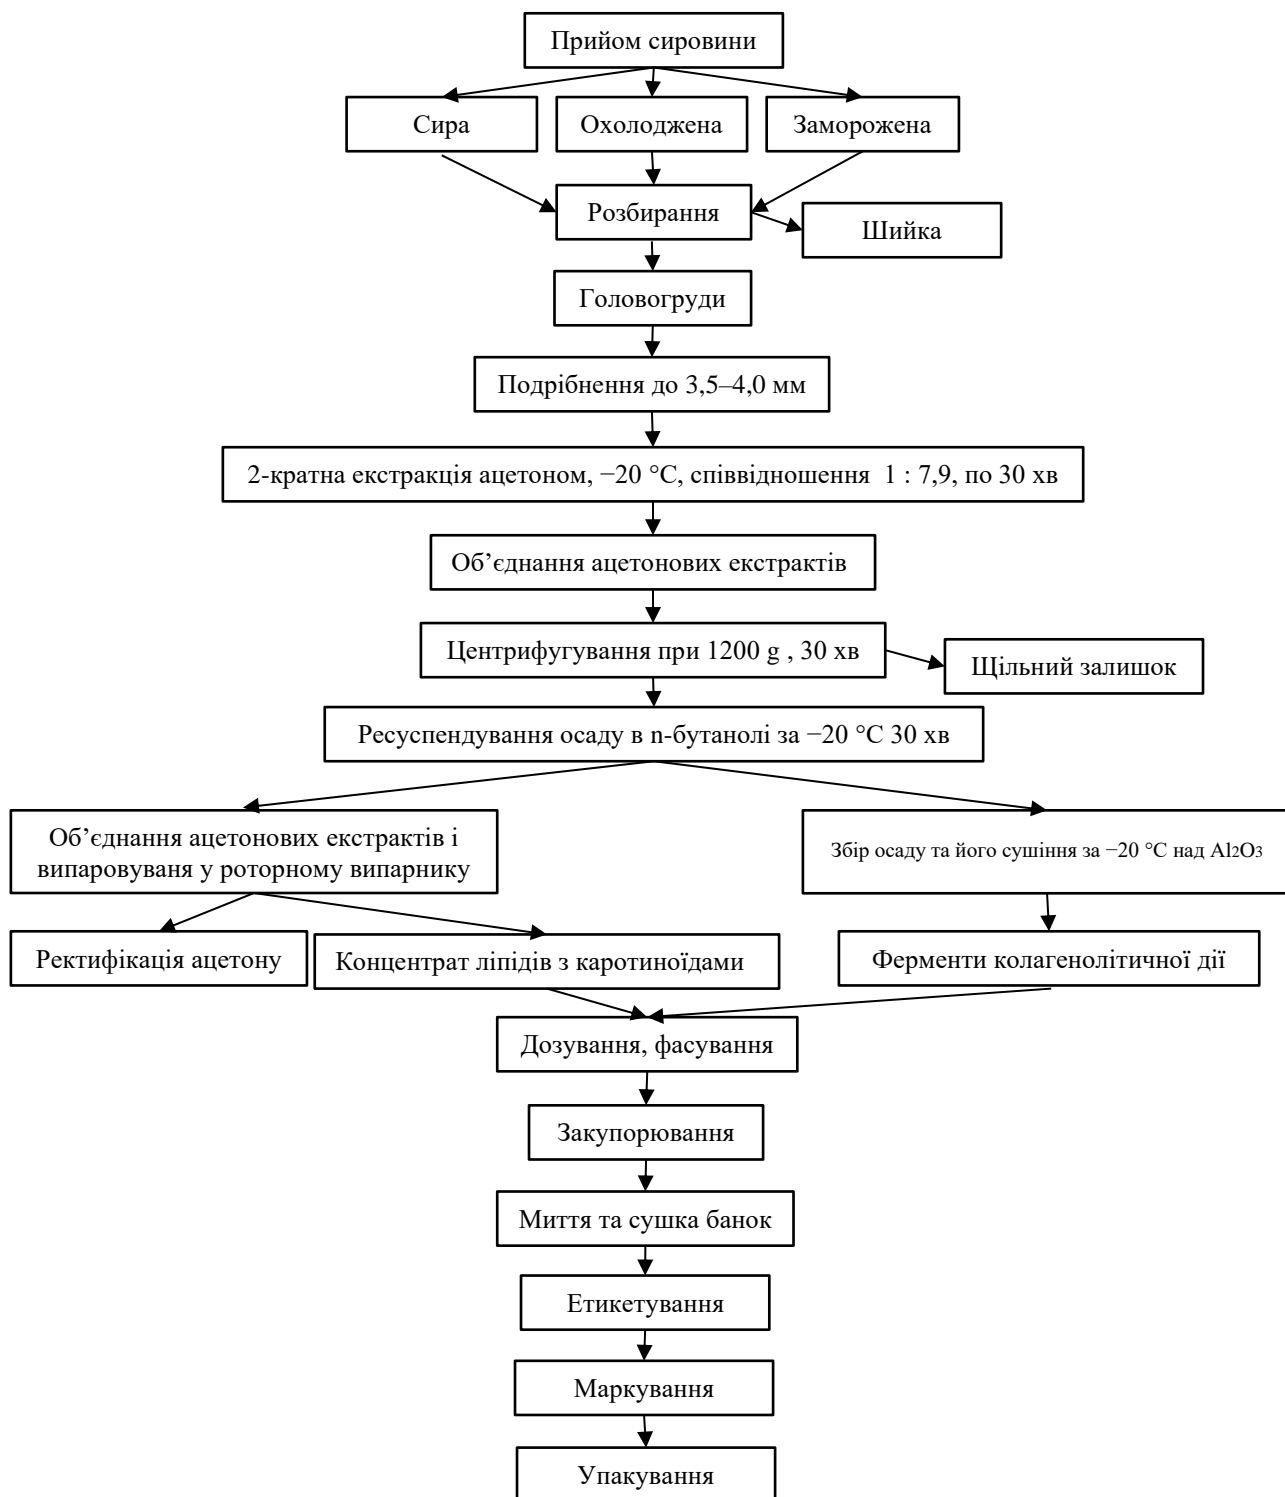 Прийом сировини
Сира
Охолоджена
Заморожена
Розбирання
Шийка
Головогруди
Подрібнення до 3,5–4,0 мм
2-кратна екстракція ацетоном, −20 °C, співвідношення 1 : 7,9, по 30 хв
Об’єднання ацетонових екстрактів
Центрифугування при 1200 g , 30 хв
Щільний залишок
Ресуспендування осаду в n-бутанолі за −20 °C 30 хв
Об’єднання ацетонових екстрактів і
випаровуваня у роторному випарнику
Збір осаду та його сушіння за −20 °C над Al2O3
Ректифікація ацетону
Концентрат ліпідів з каротиноїдами
Ферменти колагенолітичної дії
Дозування, фасування
Закупорювання
Миття та сушка банок
Етикетування
Маркування
Упакування